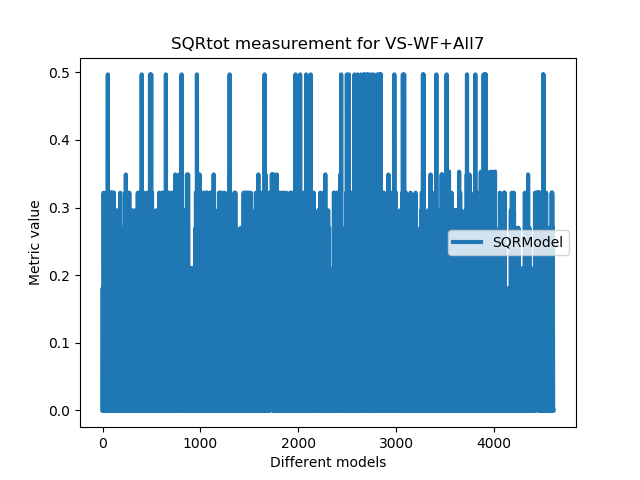 SQRtot measurement for VS-WF+All7
0.5
0.4
0.3
0.2
0.1
0.0
Metric value
SQRModel
0 1000 2000 3000 4000
Different models